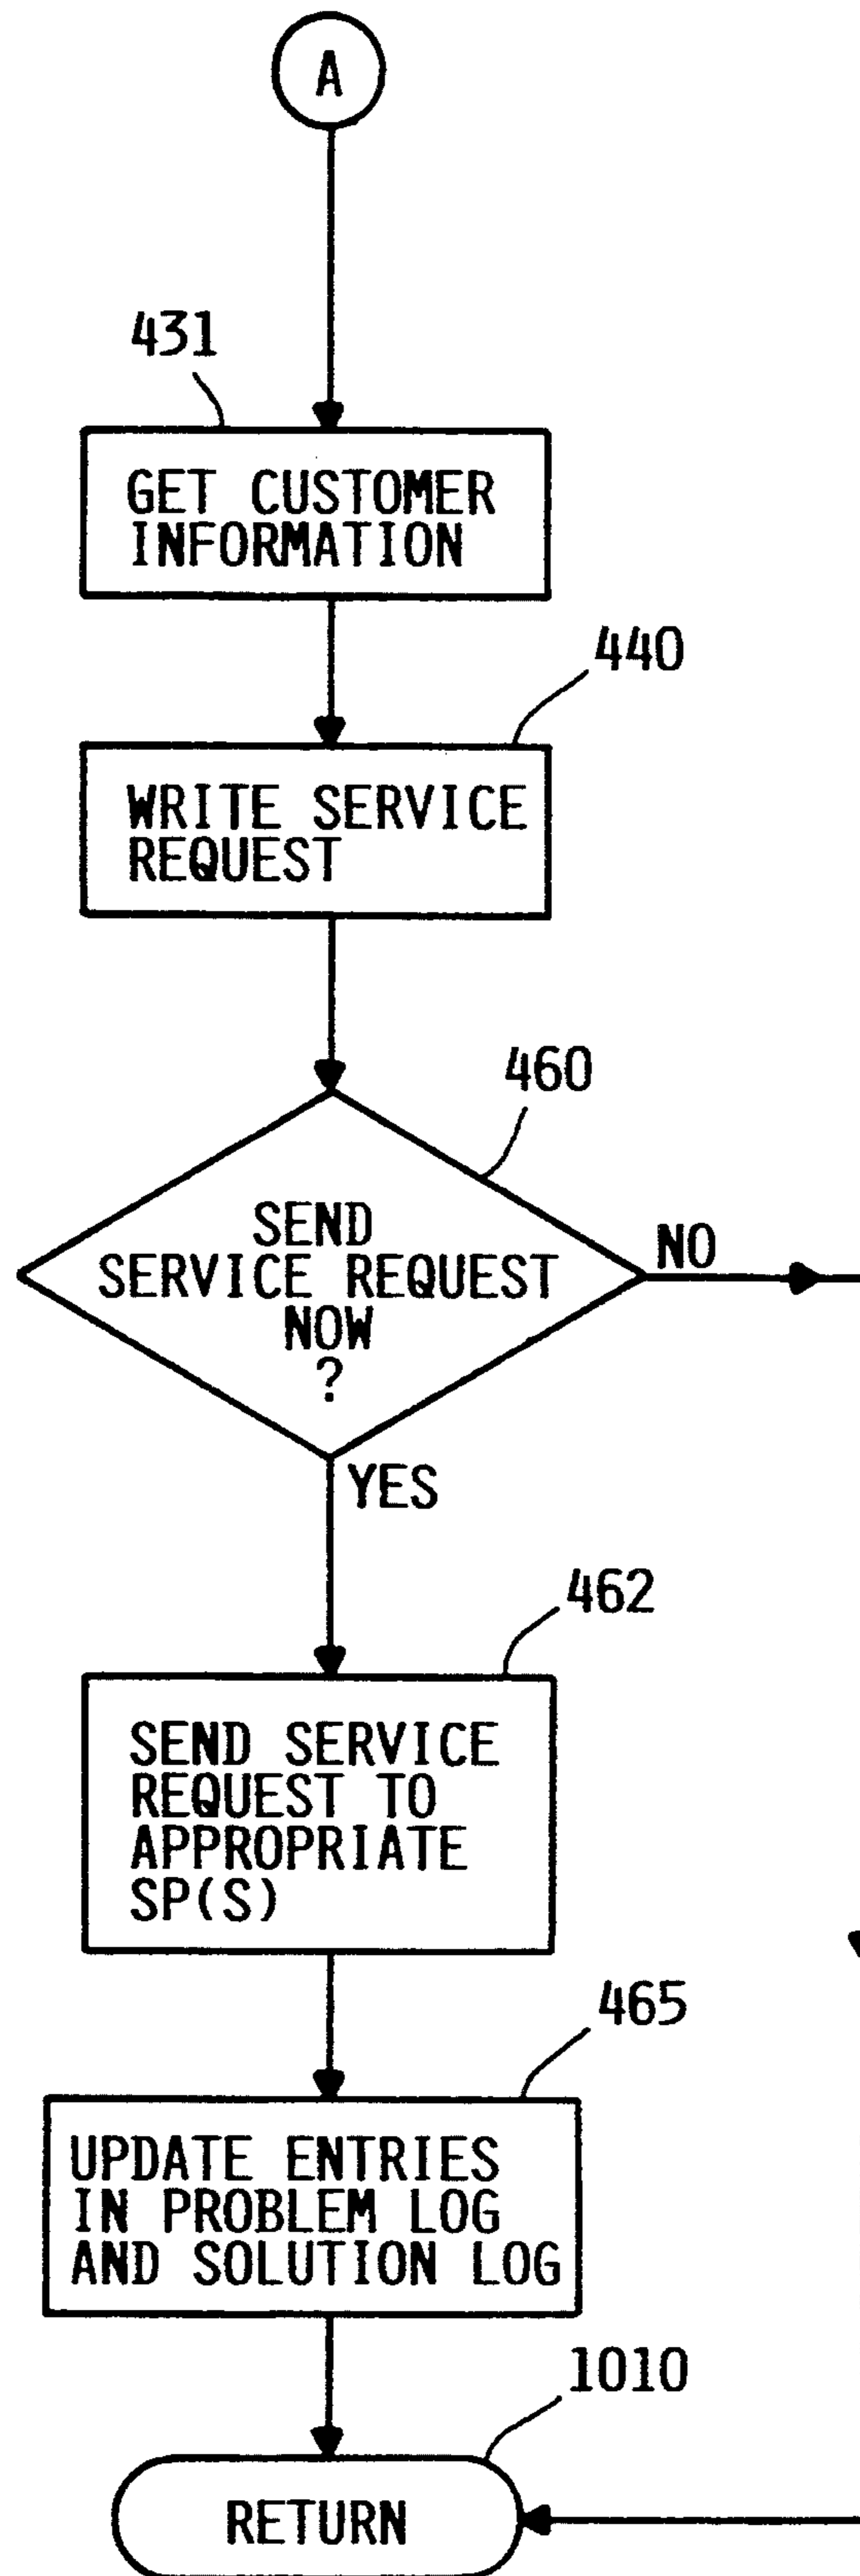 A
431
GET CUSTOMER
INFORMATION
440
WRITE SERVICE
REQUEST
460
SEND
SERVICE REQUEST
NOW
?
NO
YES
462
SEND SERVICE
REQUEST TO
APPROPRIATE
SP(S)
465
UPDATE ENTRIES
IN PROBLEM LOG
AND SOLUTION LOG
1010
RETURN